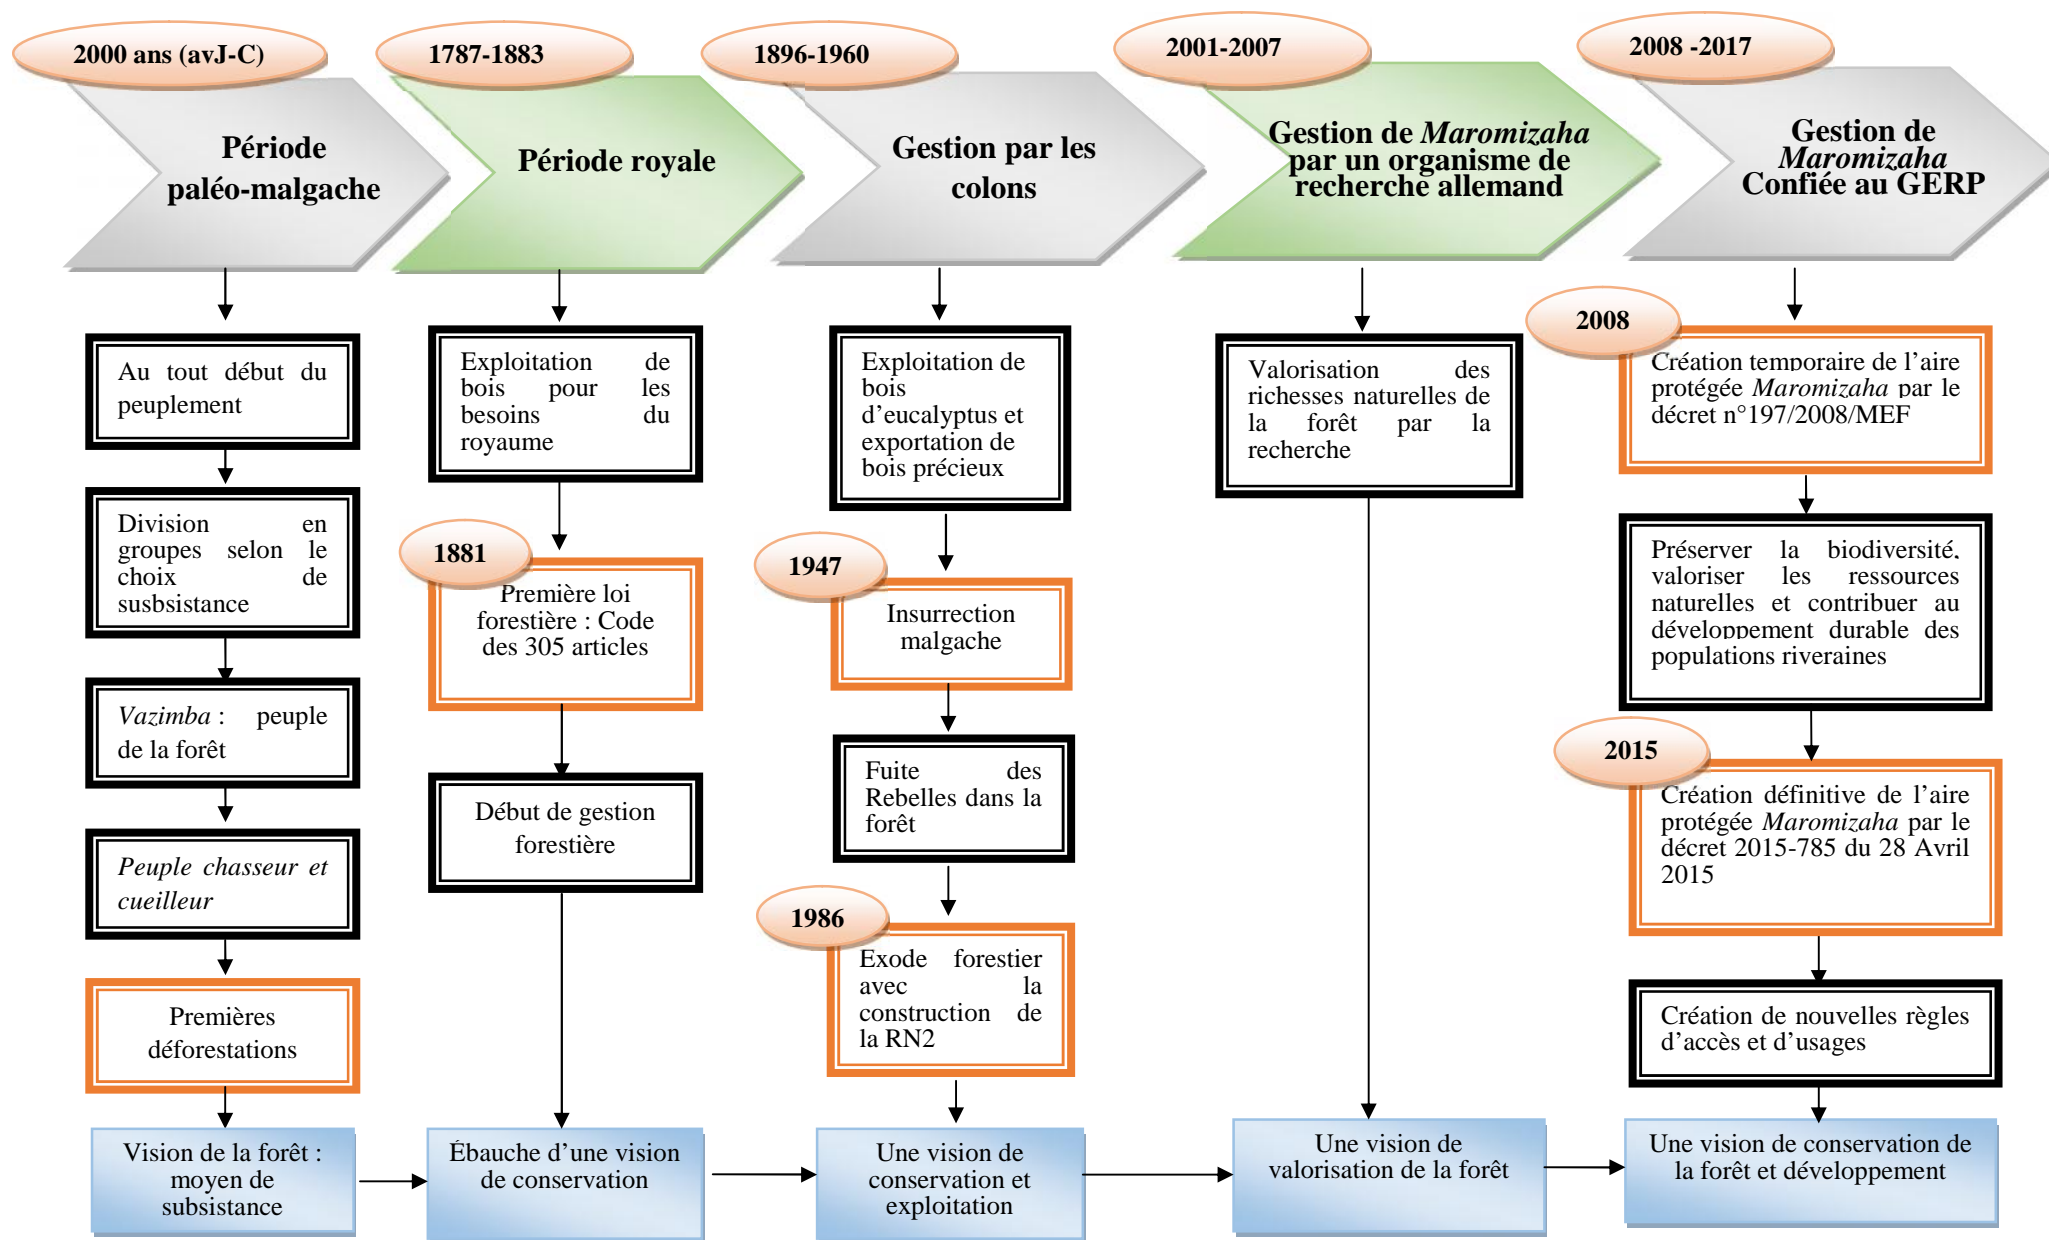 2000 ans (avJ-C)
Période
paléo-malgache
Au tout début du
peuplement
Division en
groupes selon le
choix de
susbsistance
Vazimba : peuple
de la forêt
Peuple chasseur et
cueilleur
Premières
déforestations
Vision de la forêt :
moyen de
subsistance
1787-1883
Période royale
Exploitation de
bois pour les
besoins du
royaume
1881
Première loi
forestière : Code
des 305 articles
Début de gestion
forestière
Ébauche d’une vision
de conservation
1896-1960
Gestion par les
colons
Exploitation de
bois
d’eucalyptus et
exportation de
bois précieux
1947
Insurrection
malgache
Fuite des
Rebelles dans la
forêt
1986
Exode forestier
avec la
construction de
la RN2
Une vision de
conservation et
exploitation
2001-2007
Gestion de Maromizaha
par un organisme de
recherche allemand
Valorisation des
richesses naturelles de
la forêt par la
recherche
Une vision de
valorisation de la forêt
2008 -2017
Gestion de
Maromizaha
Confiée au GERP
2008
Création temporaire de l’aire
protégée Maromizaha par le
décret n°197/2008/MEF
Préserver la biodiversité,
valoriser les ressources
naturelles et contribuer au
développement durable des
populations riveraines
2015
Création définitive de l’aire
protégée Maromizaha par le
décret 2015-785 du 28 Avril
2015
Création de nouvelles règles
d’accès et d’usages
Une vision de conservation de
la forêt et développement